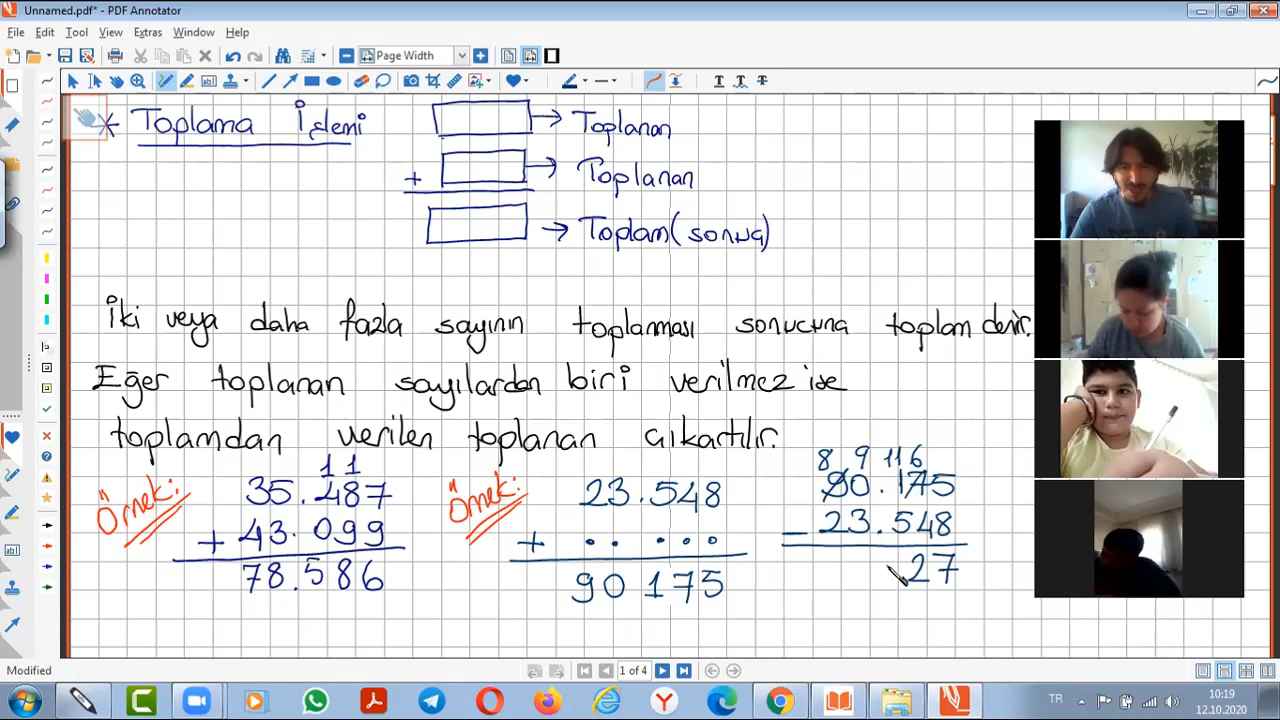 Unnamed.pdf* - PDF Annotator
File Edit Tool View Extras Window Help
Page Width
* Toplama İşlemi
→ Toplanan
+ → Toplanan
→ Toplam (sonuç)
İki veya daha fazla sayının toplanması sonucuna toplam denir.
Eğer toplanan sayılardan biri verilmez ise
toplamdan verilen toplanan çıkartılır.
Örnek:
1 1
35.487
+ 43.099
78.586
Örnek:
23.548
+ .. ...
90 175
8 9 11 6
90.175
- 23.548
27
Modified
1 of 4
TR
10:19
12.10.2020